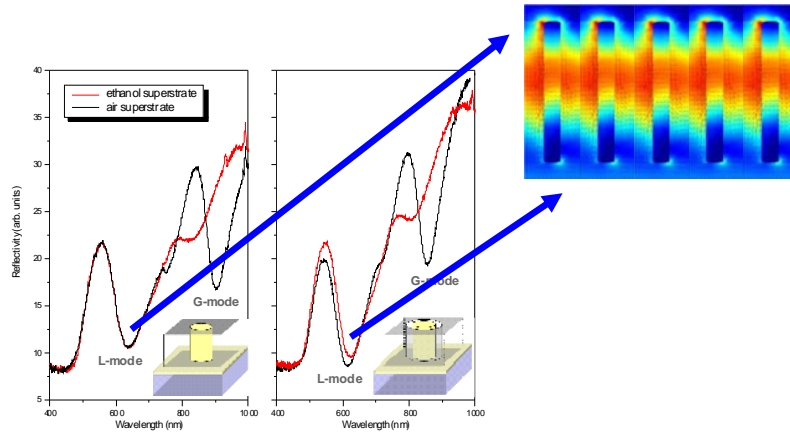 40
35
30
25
20
15
10
5
Reflectivity (arb. units)
ethanol superstrate
air superstrate
G-mode
L-mode
400 600 800 1000
Wavelength (nm)
G-mode
L-mode
400 600 800 1000
Wavelength (nm)